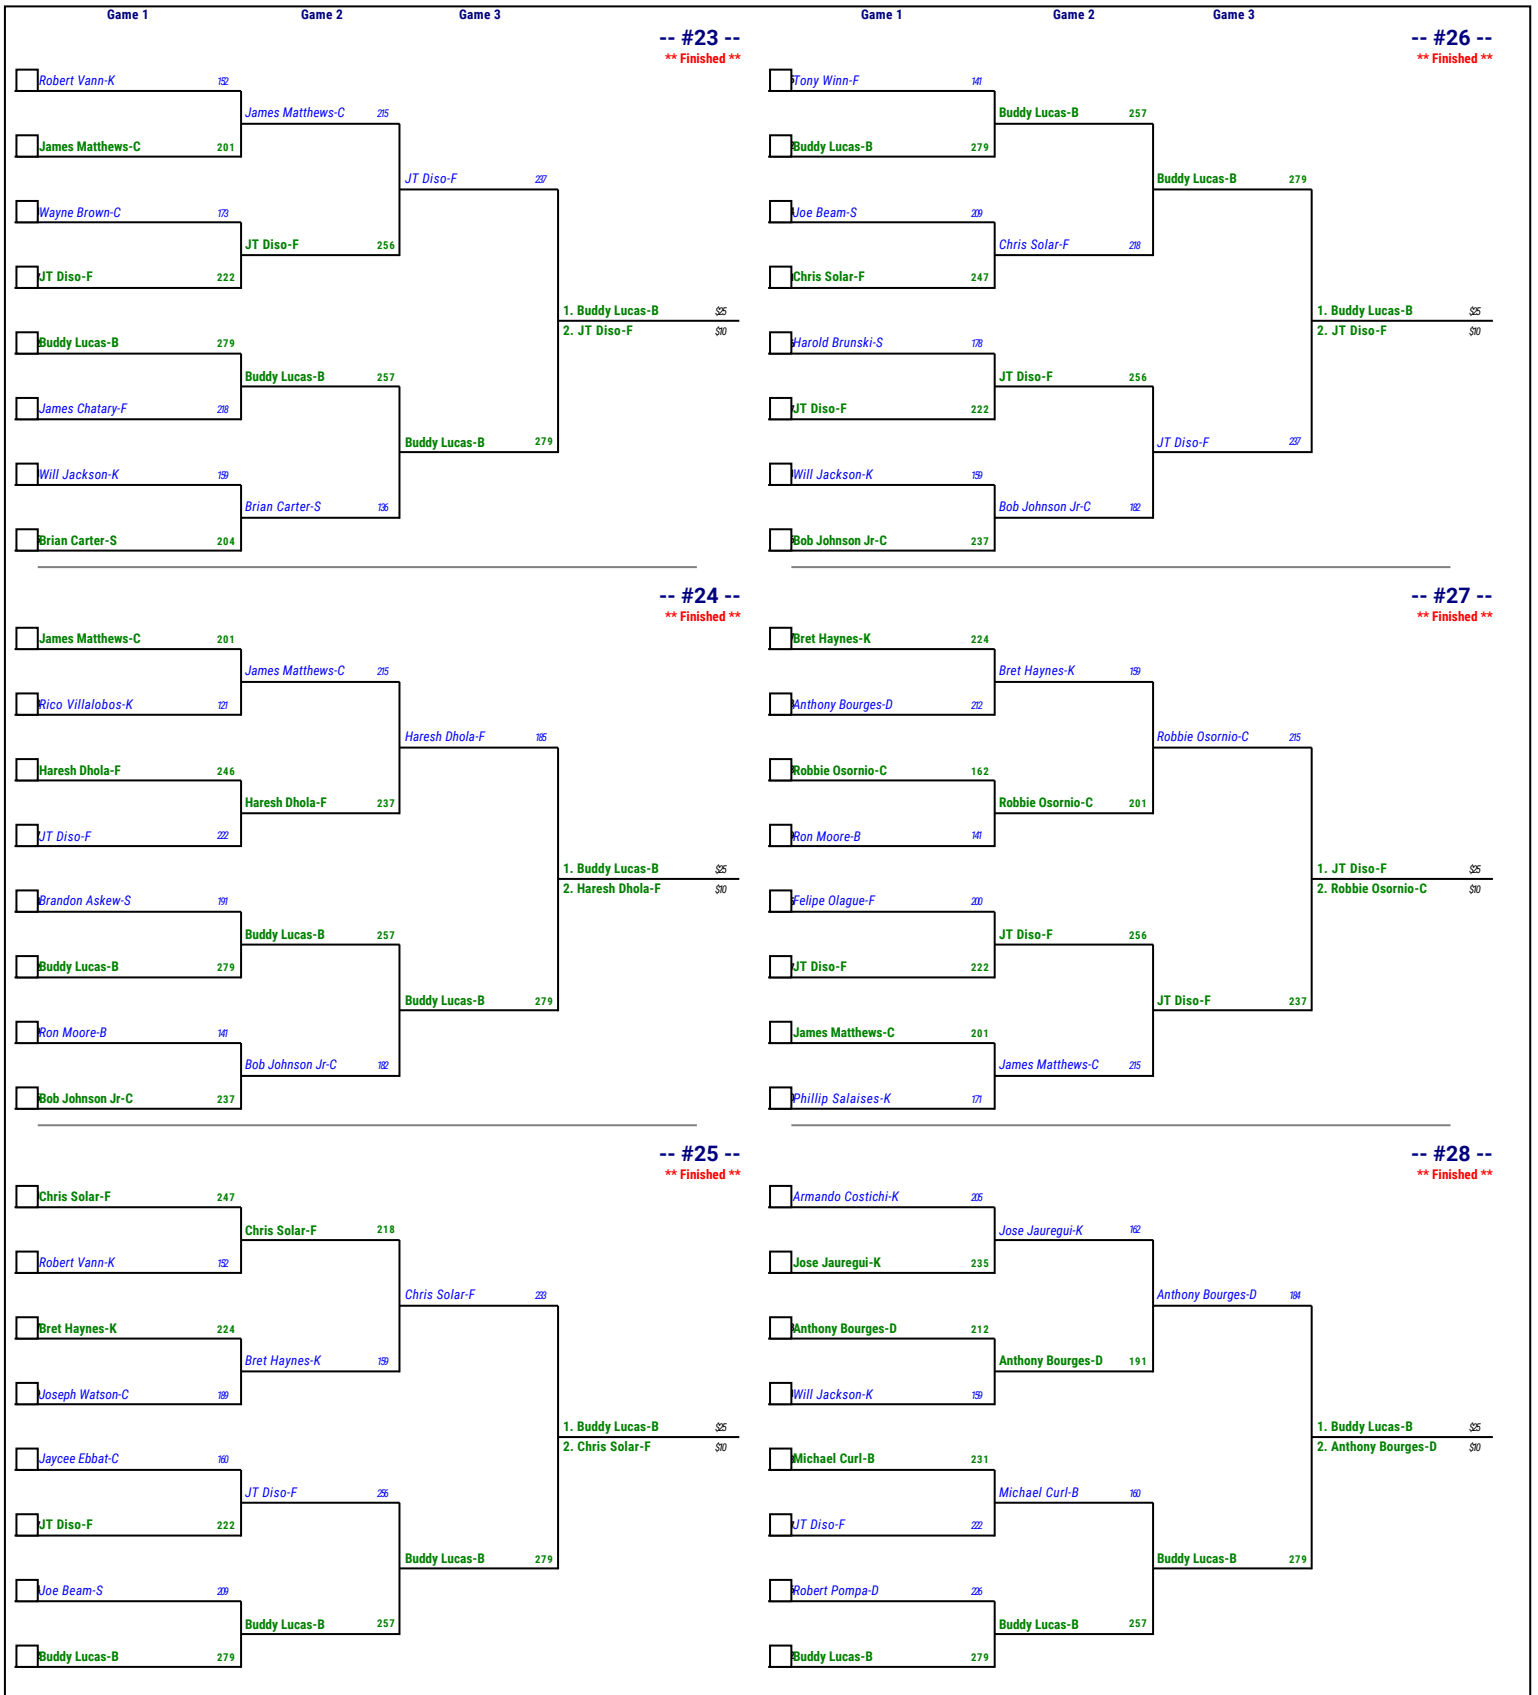 Game 1 Game 2 Game 3 Game 1 Game 2 Game 3
-- #23 --
** Finished **
Robert Vann-K 152
James Matthews-C 215
James Matthews-C 201
JT Diso-F 237
Wayne Brown-C 173
JT Diso-F 256
JT Diso-F 222
1. Buddy Lucas-B $25
2. JT Diso-F $10
Buddy Lucas-B 279
Buddy Lucas-B 257
James Chatary-F 218
Buddy Lucas-B 279
Will Jackson-K 159
Brian Carter-S 136
Brian Carter-S 204
-- #24 --
** Finished **
James Matthews-C 201
James Matthews-C 215
Rico Villalobos-K 121
Haresh Dhola-F 185
Haresh Dhola-F 246
Haresh Dhola-F 237
JT Diso-F 222
1. Buddy Lucas-B $25
2. Haresh Dhola-F $10
Brandon Askew-S 191
Buddy Lucas-B 257
Buddy Lucas-B 279
Buddy Lucas-B 279
Ron Moore-B 141
Bob Johnson Jr-C 182
Bob Johnson Jr-C 237
-- #25 --
** Finished **
Chris Solar-F 247
Chris Solar-F 218
Robert Vann-K 152
Chris Solar-F 233
Bret Haynes-K 224
Bret Haynes-K 159
Joseph Watson-C 189
1. Buddy Lucas-B $25
2. Chris Solar-F $10
Jaycee Ebbat-C 160
JT Diso-F 256
JT Diso-F 222
Buddy Lucas-B 279
Joe Beam-S 209
Buddy Lucas-B 257
Buddy Lucas-B 279
-- #26 --
** Finished **
Tony Winn-F 141
Buddy Lucas-B 257
Buddy Lucas-B 279
Buddy Lucas-B 279
Joe Beam-S 209
Chris Solar-F 218
Chris Solar-F 247
1. Buddy Lucas-B $25
2. JT Diso-F $10
Harold Brunski-S 178
JT Diso-F 256
JT Diso-F 222
JT Diso-F 237
Will Jackson-K 159
Bob Johnson Jr-C 182
Bob Johnson Jr-C 237
-- #27 --
** Finished **
Bret Haynes-K 224
Bret Haynes-K 159
Anthony Bourges-D 212
Robbie Osornio-C 215
Robbie Osornio-C 162
Robbie Osornio-C 201
Ron Moore-B 141
1. JT Diso-F $25
2. Robbie Osornio-C $10
Felipe Olague-F 200
JT Diso-F 256
JT Diso-F 222
JT Diso-F 237
James Matthews-C 201
James Matthews-C 215
Phillip Salaises-K 171
-- #28 --
** Finished **
Armando Costichi-K 205
Jose Jauregui-K 162
Jose Jauregui-K 235
Anthony Bourges-D 184
Anthony Bourges-D 212
Anthony Bourges-D 191
Will Jackson-K 159
1. Buddy Lucas-B $25
2. Anthony Bourges-D $10
Michael Curl-B 231
Michael Curl-B 160
JT Diso-F 222
Buddy Lucas-B 279
Robert Pompa-D 226
Buddy Lucas-B 257
Buddy Lucas-B 279